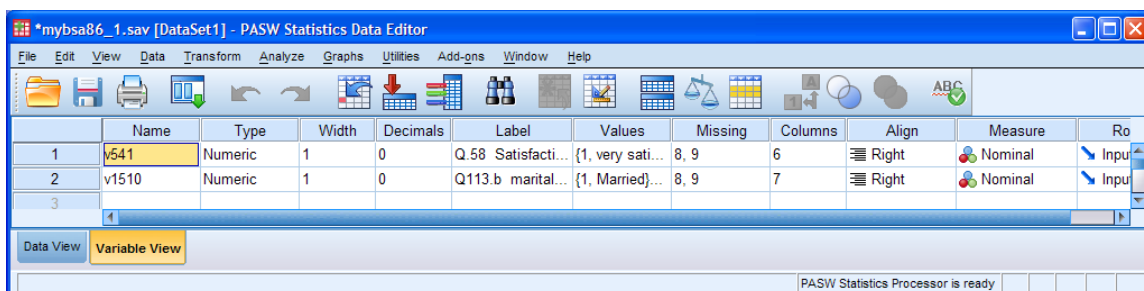 *mybsa86_1.sav [DataSet1] - PASW Statistics Data Editor
File Edit View Data Transform Analyze Graphs Utilities Add-ons Window Help
A
1 4
ABC
Name Type Width Decimals Label Values Missing Columns Align Measure Ro
1 v541 Numeric 1 0 Q.58 Satisfacti... {1, very sati... 8, 9 6 Right Nominal Input
2 v1510 Numeric 1 0 Q113.b marital... {1, Married}... 8, 9 7 Right Nominal Input
3
Data View Variable View
PASW Statistics Processor is ready